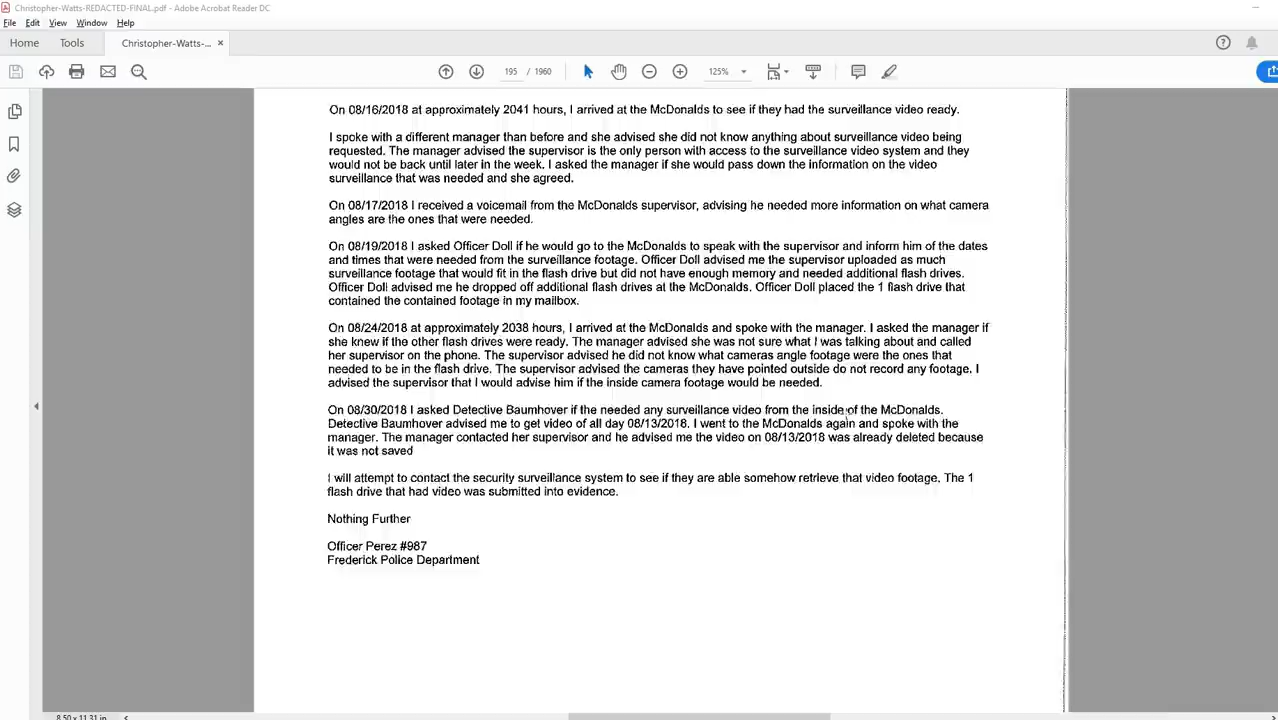 Christopher-Watts-REDACTED-FINAL.pdf - Adobe Acrobat Reader DC
File Edit View Window Help
Home Tools Christopher-Watts-... ×
195 / 1960 125%
On 08/16/2018 at approximately 2041 hours, I arrived at the McDonalds to see if they had the surveillance video ready.
I spoke with a different manager than before and she advised she did not know anything about surveillance video being
requested. The manager advised the supervisor is the only person with access to the surveillance video system and they
would not be back until later in the week. I asked the manager if she would pass down the information on the video
surveillance that was needed and she agreed.
On 08/17/2018 I received a voicemail from the McDonalds supervisor, advising he needed more information on what camera
angles are the ones that were needed.
On 08/19/2018 I asked Officer Doll if he would go to the McDonalds to speak with the supervisor and inform him of the dates
and times that were needed from the surveillance footage. Officer Doll advised me the supervisor uploaded as much
surveillance footage that would fit in the flash drive but did not have enough memory and needed additional flash drives.
Officer Doll advised me he dropped off additional flash drives at the McDonalds. Officer Doll placed the 1 flash drive that
contained the contained footage in my mailbox.
On 08/24/2018 at approximately 2038 hours, I arrived at the McDonalds and spoke with the manager. I asked the manager if
she knew if the other flash drives were ready. The manager advised she was not sure what I was talking about and called
her supervisor on the phone. The supervisor advised he did not know what cameras angle footage were the ones that
needed to be in the flash drive. The supervisor advised the cameras they have pointed outside do not record any footage. I
advised the supervisor that I would advise him if the inside camera footage would be needed.
On 08/30/2018 I asked Detective Baumhover if the needed any surveillance video from the inside of the McDonalds.
Detective Baumhover advised me to get video of all day 08/13/2018. I went to the McDonalds again and spoke with the
manager. The manager contacted her supervisor and he advised me the video on 08/13/2018 was already deleted because
it was not saved
I will attempt to contact the security surveillance system to see if they are able somehow retrieve that video footage. The 1
flash drive that had video was submitted into evidence.
Nothing Further
Officer Perez #987
Frederick Police Department
8.50 x 11.31 in